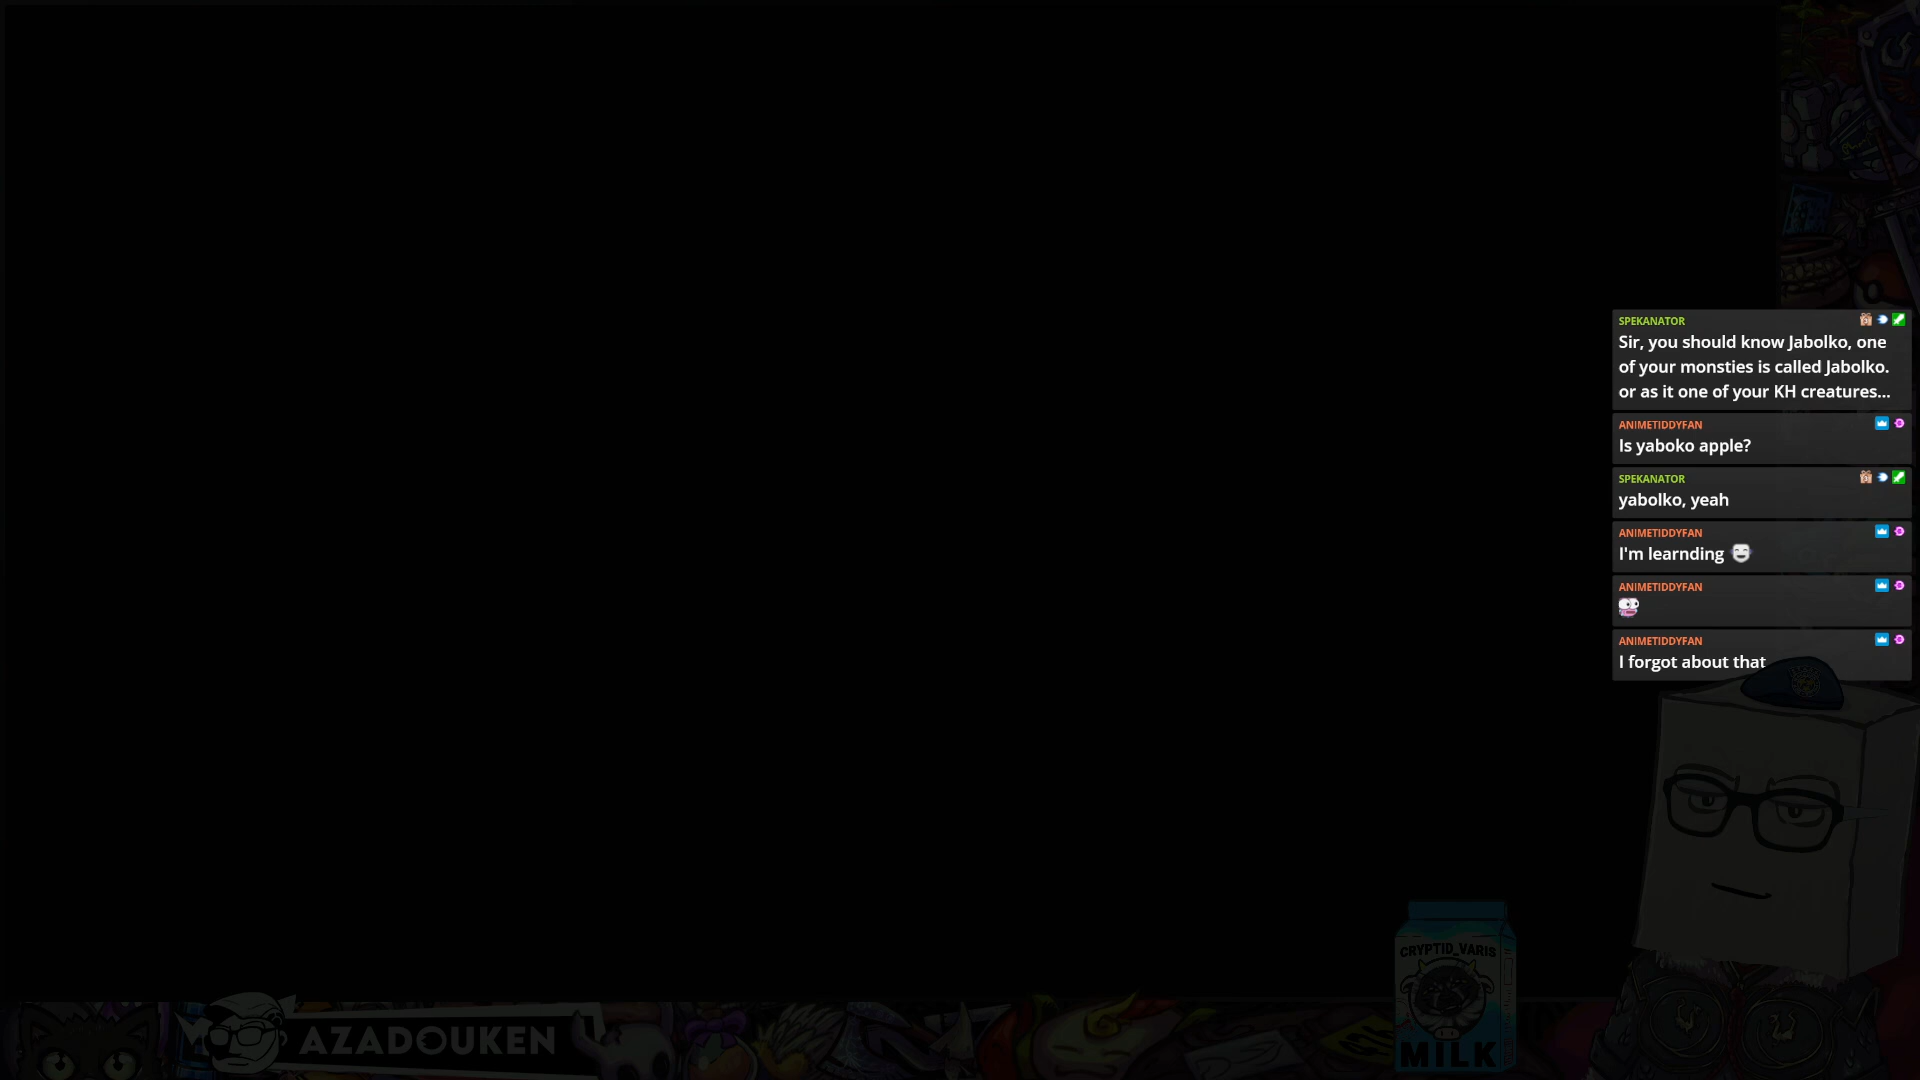 SPEKANATOR
Sir, you should know Jabolko, one
of your monsties is called Jabolko.
or as it one of your KH creatures...
ANIMETIDDYFAN
Is yaboko apple?
SPEKANATOR
yabolko, yeah
ANIMETIDDYFAN
I'm learnding
ANIMETIDDYFAN
ANIMETIDDYFAN
I forgot about that
CRYPTID_VARIS
MILK
AZADOUKEN